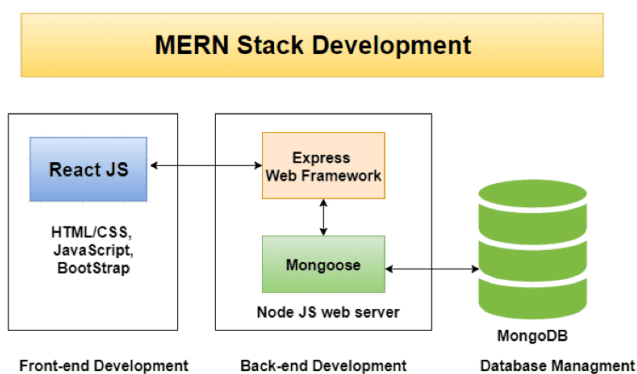 MERN Stack Development
React JS
HTML/CSS,
JavaScript,
BootStrap
Front-end Development
Express
Web Framework
Mongoose
Node JS web server
Back-end Development
MongoDB
Database Managment